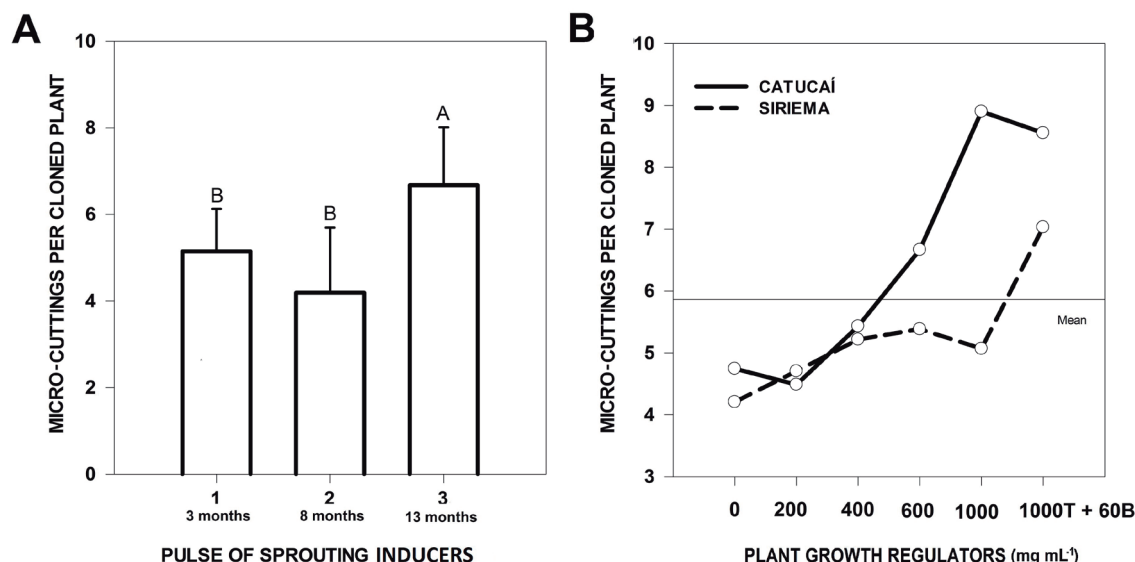 A
MICRO-CUTTINGS PER CLONED PLANT
10
8
6
4
2
0
B
B
A
1
3 months
2
8 months
3
13 months
PULSE OF SPROUTING INDUCERS
B
MICRO-CUTTINGS PER CLONED PLANT
10
9
8
7
6
5
4
3
CATUCAÍ
SIRIEMA
Mean
0 200 400 600 1000 1000T + 60B
PLANT GROWTH REGULATORS (mg mL⁻¹)